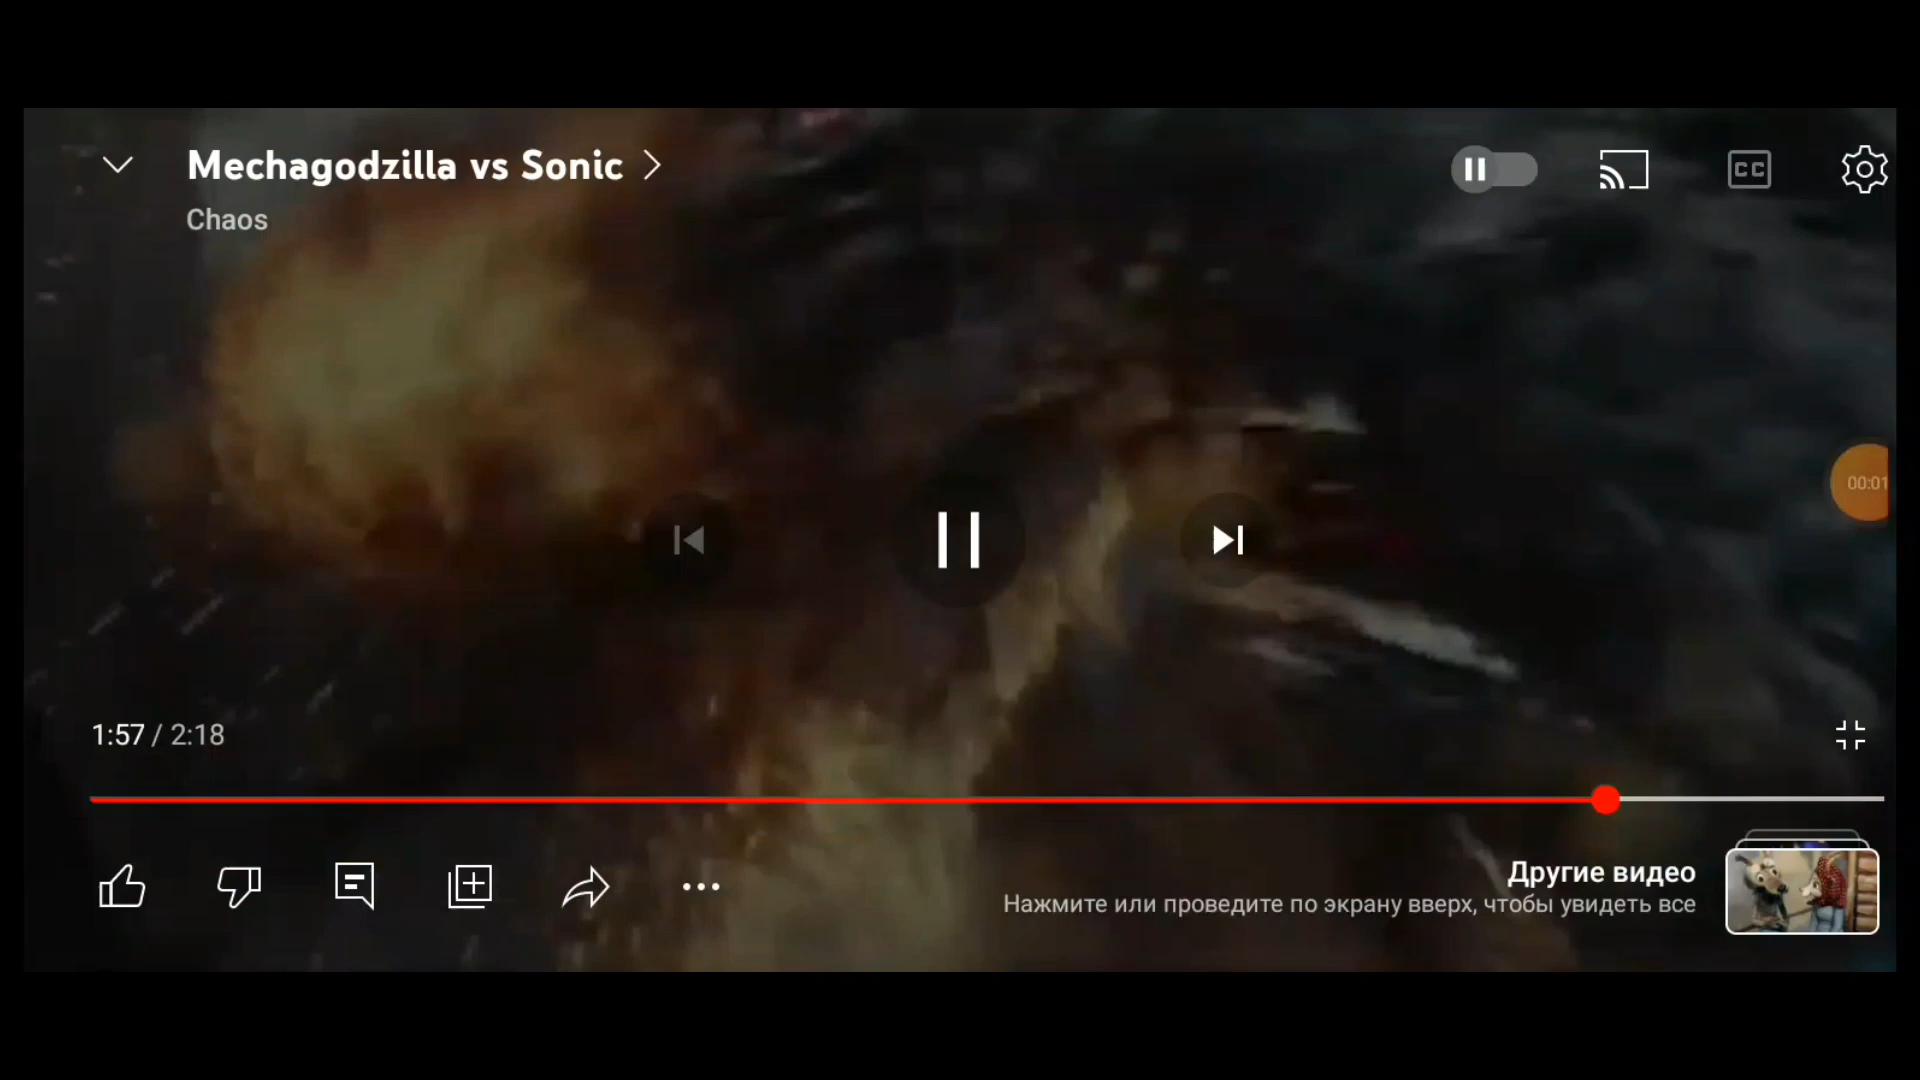 Mechagodzilla vs Sonic
Chaos
CC
00:01
1:57 / 2:18
Другие видео
Нажмите или проведите по экрану вверх, чтобы увидеть все